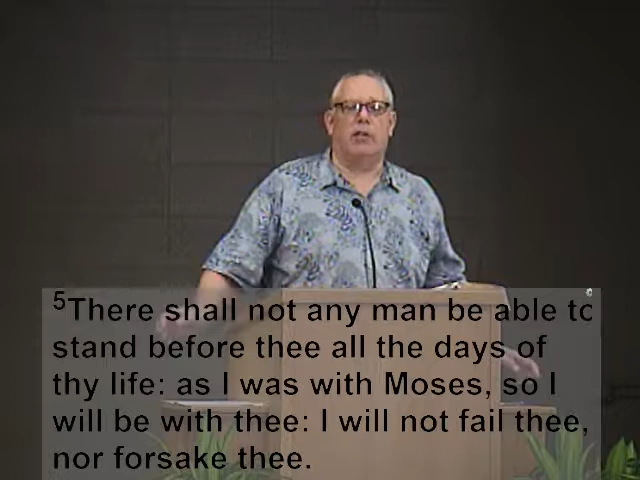 ⁵There shall not any man be able to
stand before thee all the days of
thy life: as I was with Moses, so I
will be with thee: I will not fail thee,
nor forsake thee.